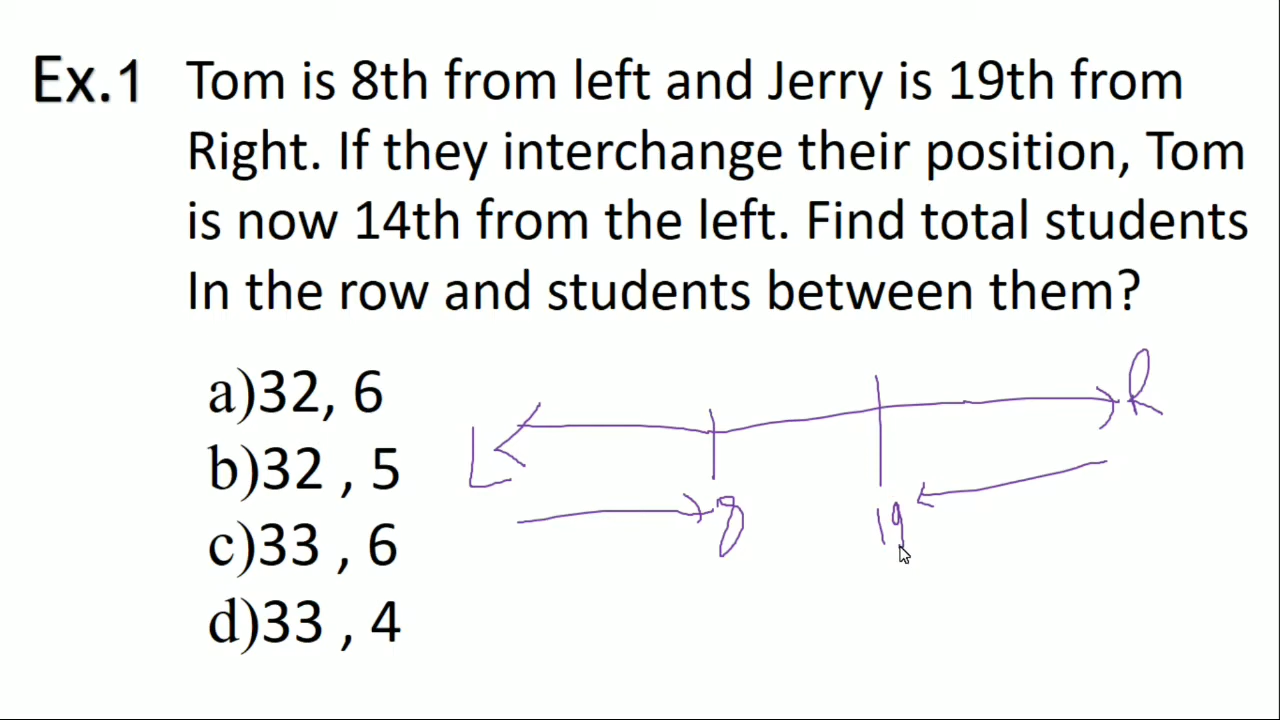 Ex.1 Tom is 8th from left and Jerry is 19th from
Right. If they interchange their position, Tom
is now 14th from the left. Find total students
In the row and students between them?
a)32, 6
b)32 , 5
c)33 , 6
d)33 , 4
L R
8 19